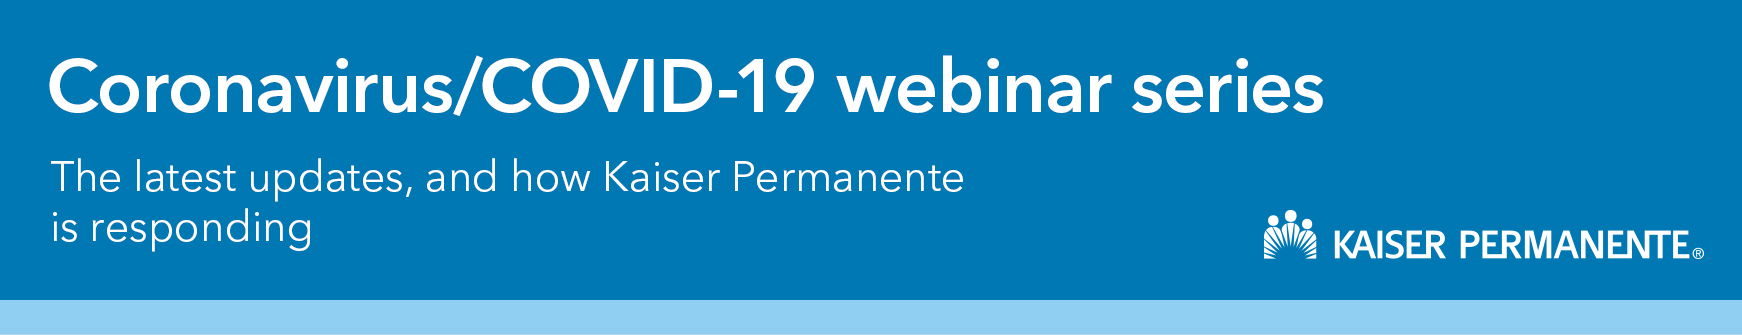 Coronavirus/COVID-19 webinar series
The latest updates, and how Kaiser Permanente
is responding
KAISER PERMANENTE®